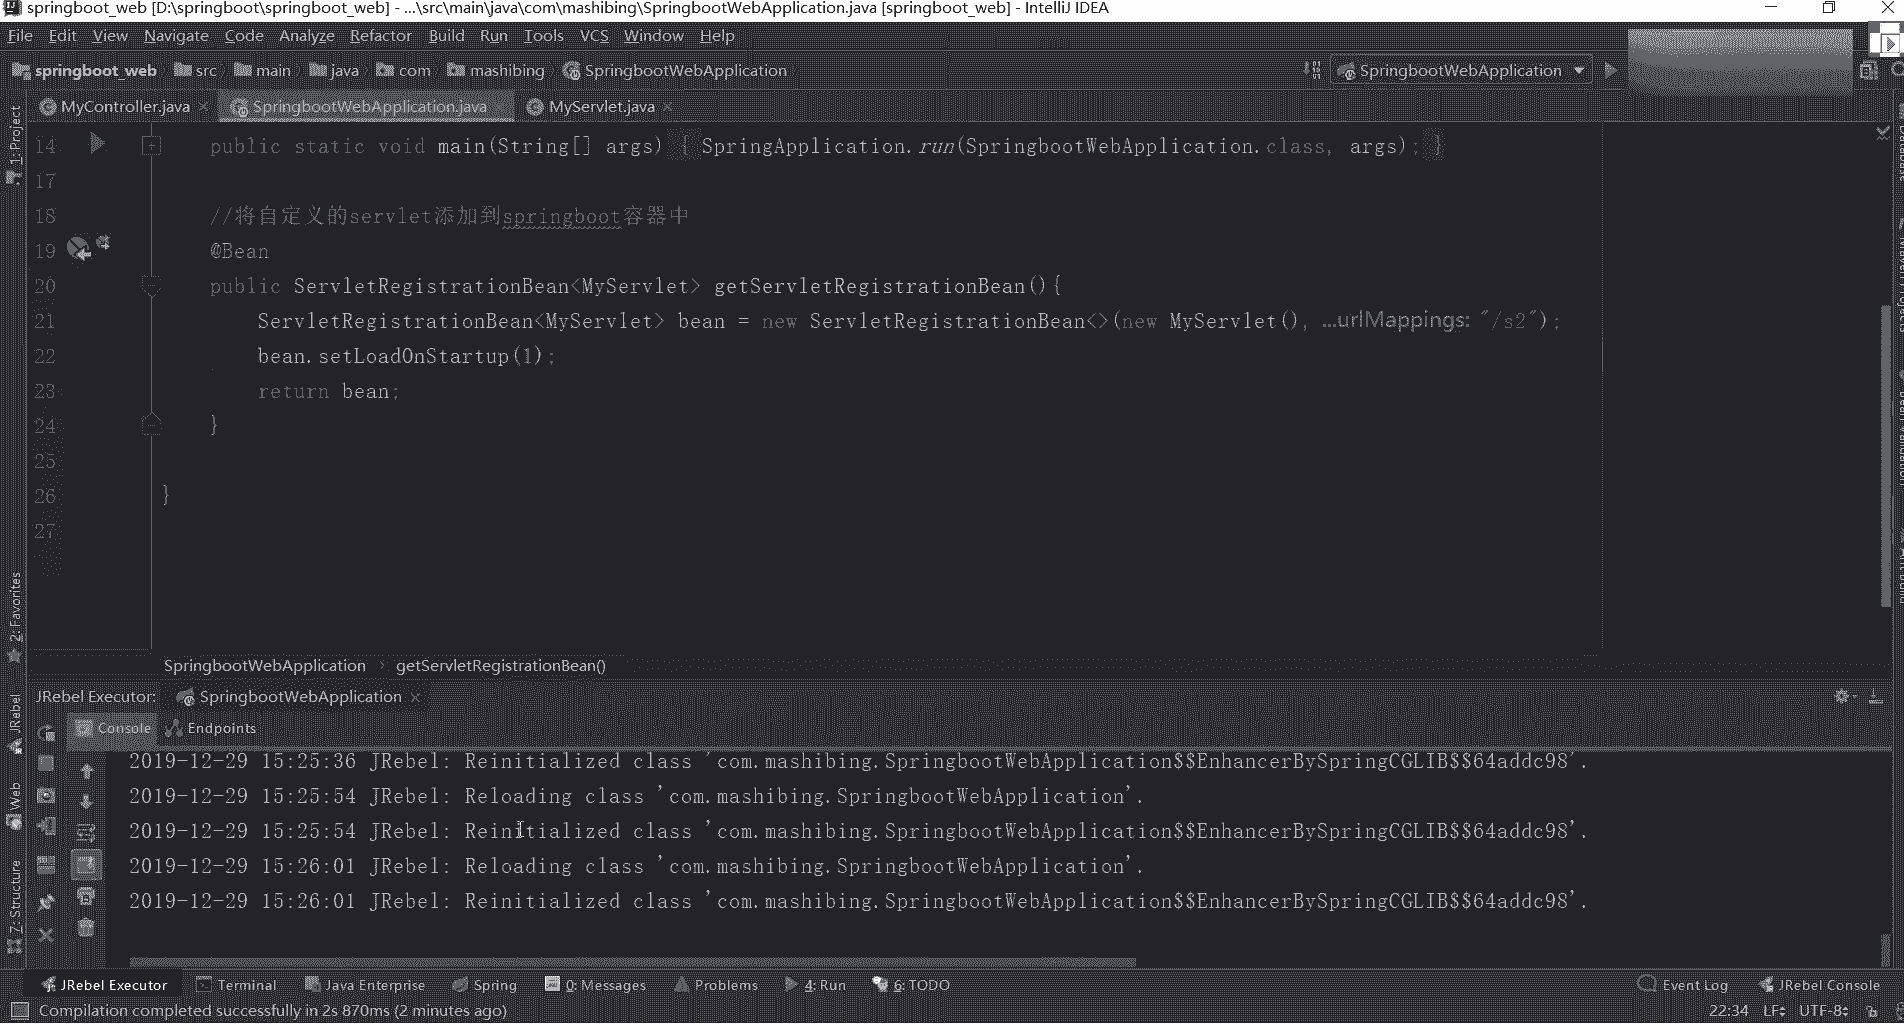 springboot_web [D:\springboot\springboot_web] - ...\src\main\java\com\mashibing\SpringbootWebApplication.java [springboot_web] - IntelliJ IDEA
File Edit View Navigate Code Analyze Refactor Build Run Tools VCS Window Help
springboot_web src main java com mashibing SpringbootWebApplication SpringbootWebApplication
MyController.java SpringbootWebApplication.java MyServlet.java
1: Project
14 public static void main(String[] args) { SpringApplication.run(SpringbootWebApplication.class, args); }
17
18 //将自定义的servlet添加到springboot容器中
19 @Bean
20 public ServletRegistrationBean<MyServlet> getServletRegistrationBean(){
21 ServletRegistrationBean<MyServlet> bean = new ServletRegistrationBean<>(new MyServlet(), ...urlMappings: "/s2");
22 bean.setLoadOnStartup(1);
23 return bean;
24 }
25
26 }
27
2: Favorites
SpringbootWebApplication › getServletRegistrationBean()
JRebel Executor: SpringbootWebApplication
JRebel
Console Endpoints
2019-12-29 15:25:36 JRebel: Reinitialized class 'com.mashibing.SpringbootWebApplication$$EnhancerBySpringCGLIB$$64addc98'.
2019-12-29 15:25:54 JRebel: Reloading class 'com.mashibing.SpringbootWebApplication'.
2019-12-29 15:25:54 JRebel: Reinitialized class 'com.mashibing.SpringbootWebApplication$$EnhancerBySpringCGLIB$$64addc98'.
2019-12-29 15:26:01 JRebel: Reloading class 'com.mashibing.SpringbootWebApplication'.
2019-12-29 15:26:01 JRebel: Reinitialized class 'com.mashibing.SpringbootWebApplication$$EnhancerBySpringCGLIB$$64addc98'.
Web
Z: Structure
JRebel Executor Terminal Java Enterprise Spring 0: Messages Problems 4: Run 6: TODO Event Log JRebel Console
Compilation completed successfully in 2s 870ms (2 minutes ago) 22:34 LF UTF-8